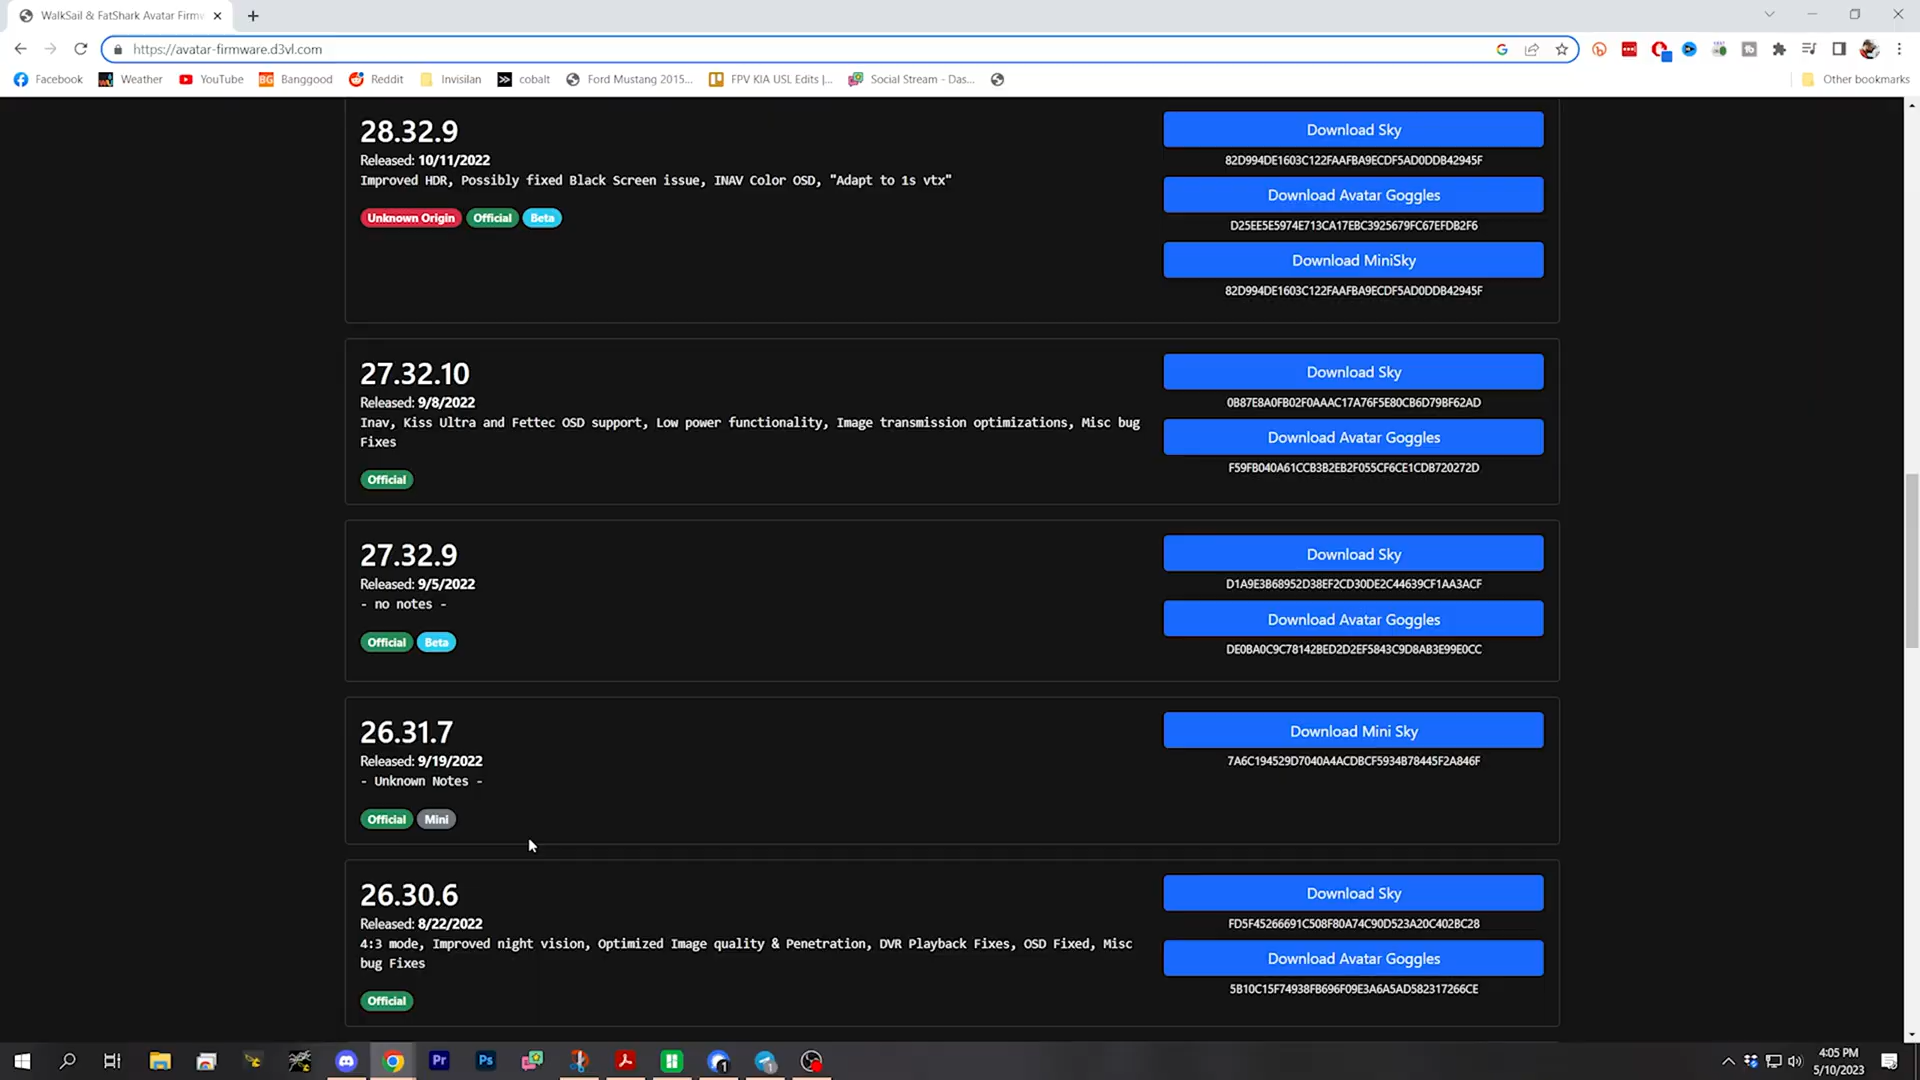 WalkSail & FatShark Avatar Firmw
https://avatar-firmware.d3vl.com
Facebook
Weather
YouTube
Banggood
Reddit
Invisilan
cobalt
Ford Mustang 2015...
FPV KIA USL Edits |...
Social Stream - Das...
Other bookmarks
28.32.9
Released: 10/11/2022
Improved HDR, Possibly fixed Black Screen issue, INAV Color OSD, "Adapt to 1s vtx"
Unknown Origin
Official
Beta
Download Sky
82D994DE1603C122FAAFBA9ECDF5AD0DDB42945F
Download Avatar Goggles
D25EE5E5974E713CA17EBC3925679FC67EFDB2F6
Download MiniSky
82D994DE1603C122FAAFBA9ECDF5AD0DDB42945F
27.32.10
Released: 9/8/2022
Inav, Kiss Ultra and Fettec OSD support, Low power functionality, Image transmission optimizations, Misc bug
Fixes
Official
Download Sky
0B87E8A0FB02F0AAAC17A76F5E80CB6D79BF62AD
Download Avatar Goggles
F59FB040A61CCB3B2EB2F055CF6CE1CDB720272D
27.32.9
Released: 9/5/2022
- no notes -
Official
Beta
Download Sky
D1A9E3B68952D38EF2CD30DE2C44639CF1AA3ACF
Download Avatar Goggles
DE0BA0C9C78142BED2D2EF5843C9D8AB3E99E0CC
26.31.7
Released: 9/19/2022
- Unknown Notes -
Official
Mini
Download Mini Sky
7A6C194529D7040A4ACDBCF5934B78445F2A846F
26.30.6
Released: 8/22/2022
4:3 mode, Improved night vision, Optimized Image quality & Penetration, DVR Playback Fixes, OSD Fixed, Misc
bug Fixes
Official
Download Sky
FD5F45266691C508F80A74C90D523A20C402BC28
Download Avatar Goggles
5B10C15F74938FB696F09E3A6A5AD582317266CE
4:05 PM
5/10/2023